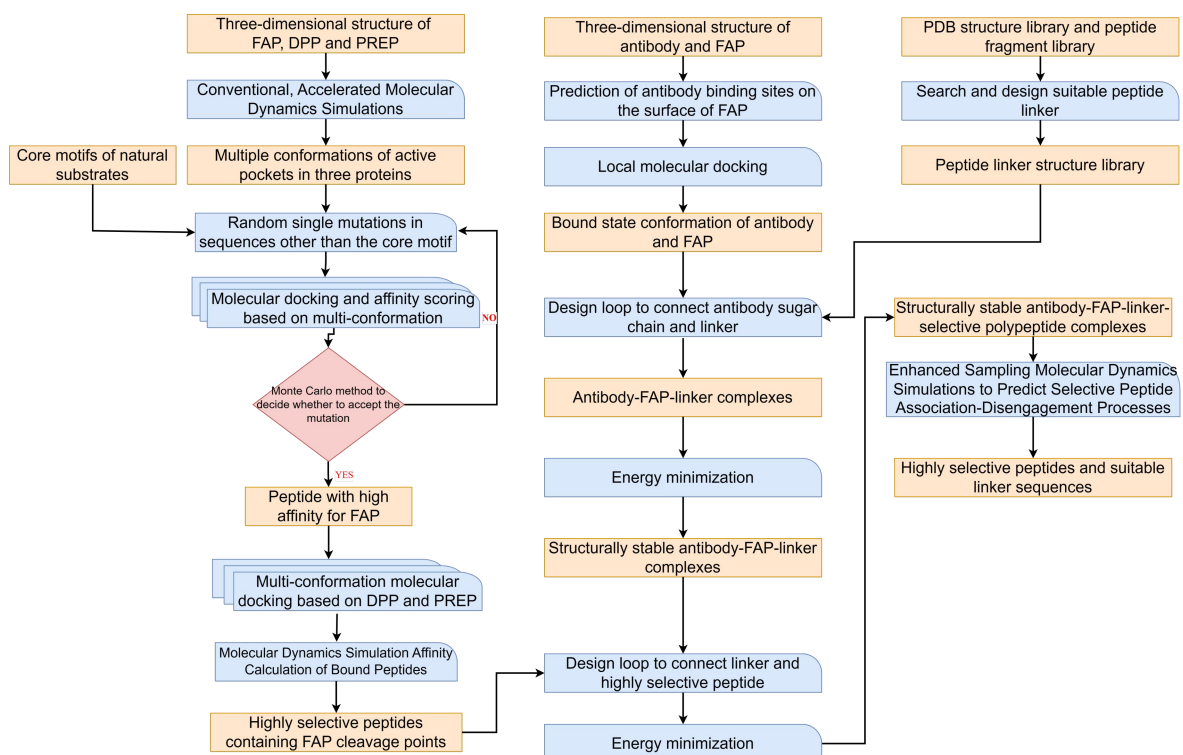 Three-dimensional structure of
FAP, DPP and PREP
Conventional, Accelerated Molecular
Dynamics Simulations
Core motifs of natural
substrates
Multiple conformations of active
pockets in three proteins
Random single mutations in
sequences other than the core motif
Molecular docking and affinity scoring
based on multi-conformation
NO
Monte Carlo method to
decide whether to accept the
mutation
YES
Peptide with high
affinity for FAP
Multi-conformation molecular
docking based on DPP and PREP
Molecular Dynamics Simulation Affinity
Calculation of Bound Peptides
Highly selective peptides
containing FAP cleavage points
Three-dimensional structure of
antibody and FAP
Prediction of antibody binding sites on
the surface of FAP
Local molecular docking
Bound state conformation of antibody
and FAP
Design loop to connect antibody sugar
chain and linker
Antibody-FAP-linker complexes
Energy minimization
Structurally stable antibody-FAP-linker
complexes
Design loop to connect linker and
highly selective peptide
Energy minimization
PDB structure library and peptide
fragment library
Search and design suitable peptide
linker
Peptide linker structure library
Structurally stable antibody-FAP-linker-
selective polypeptide complexes
Enhanced Sampling Molecular Dynamics
Simulations to Predict Selective Peptide
Association-Disengagement Processes
Highly selective peptides and suitable
linker sequences